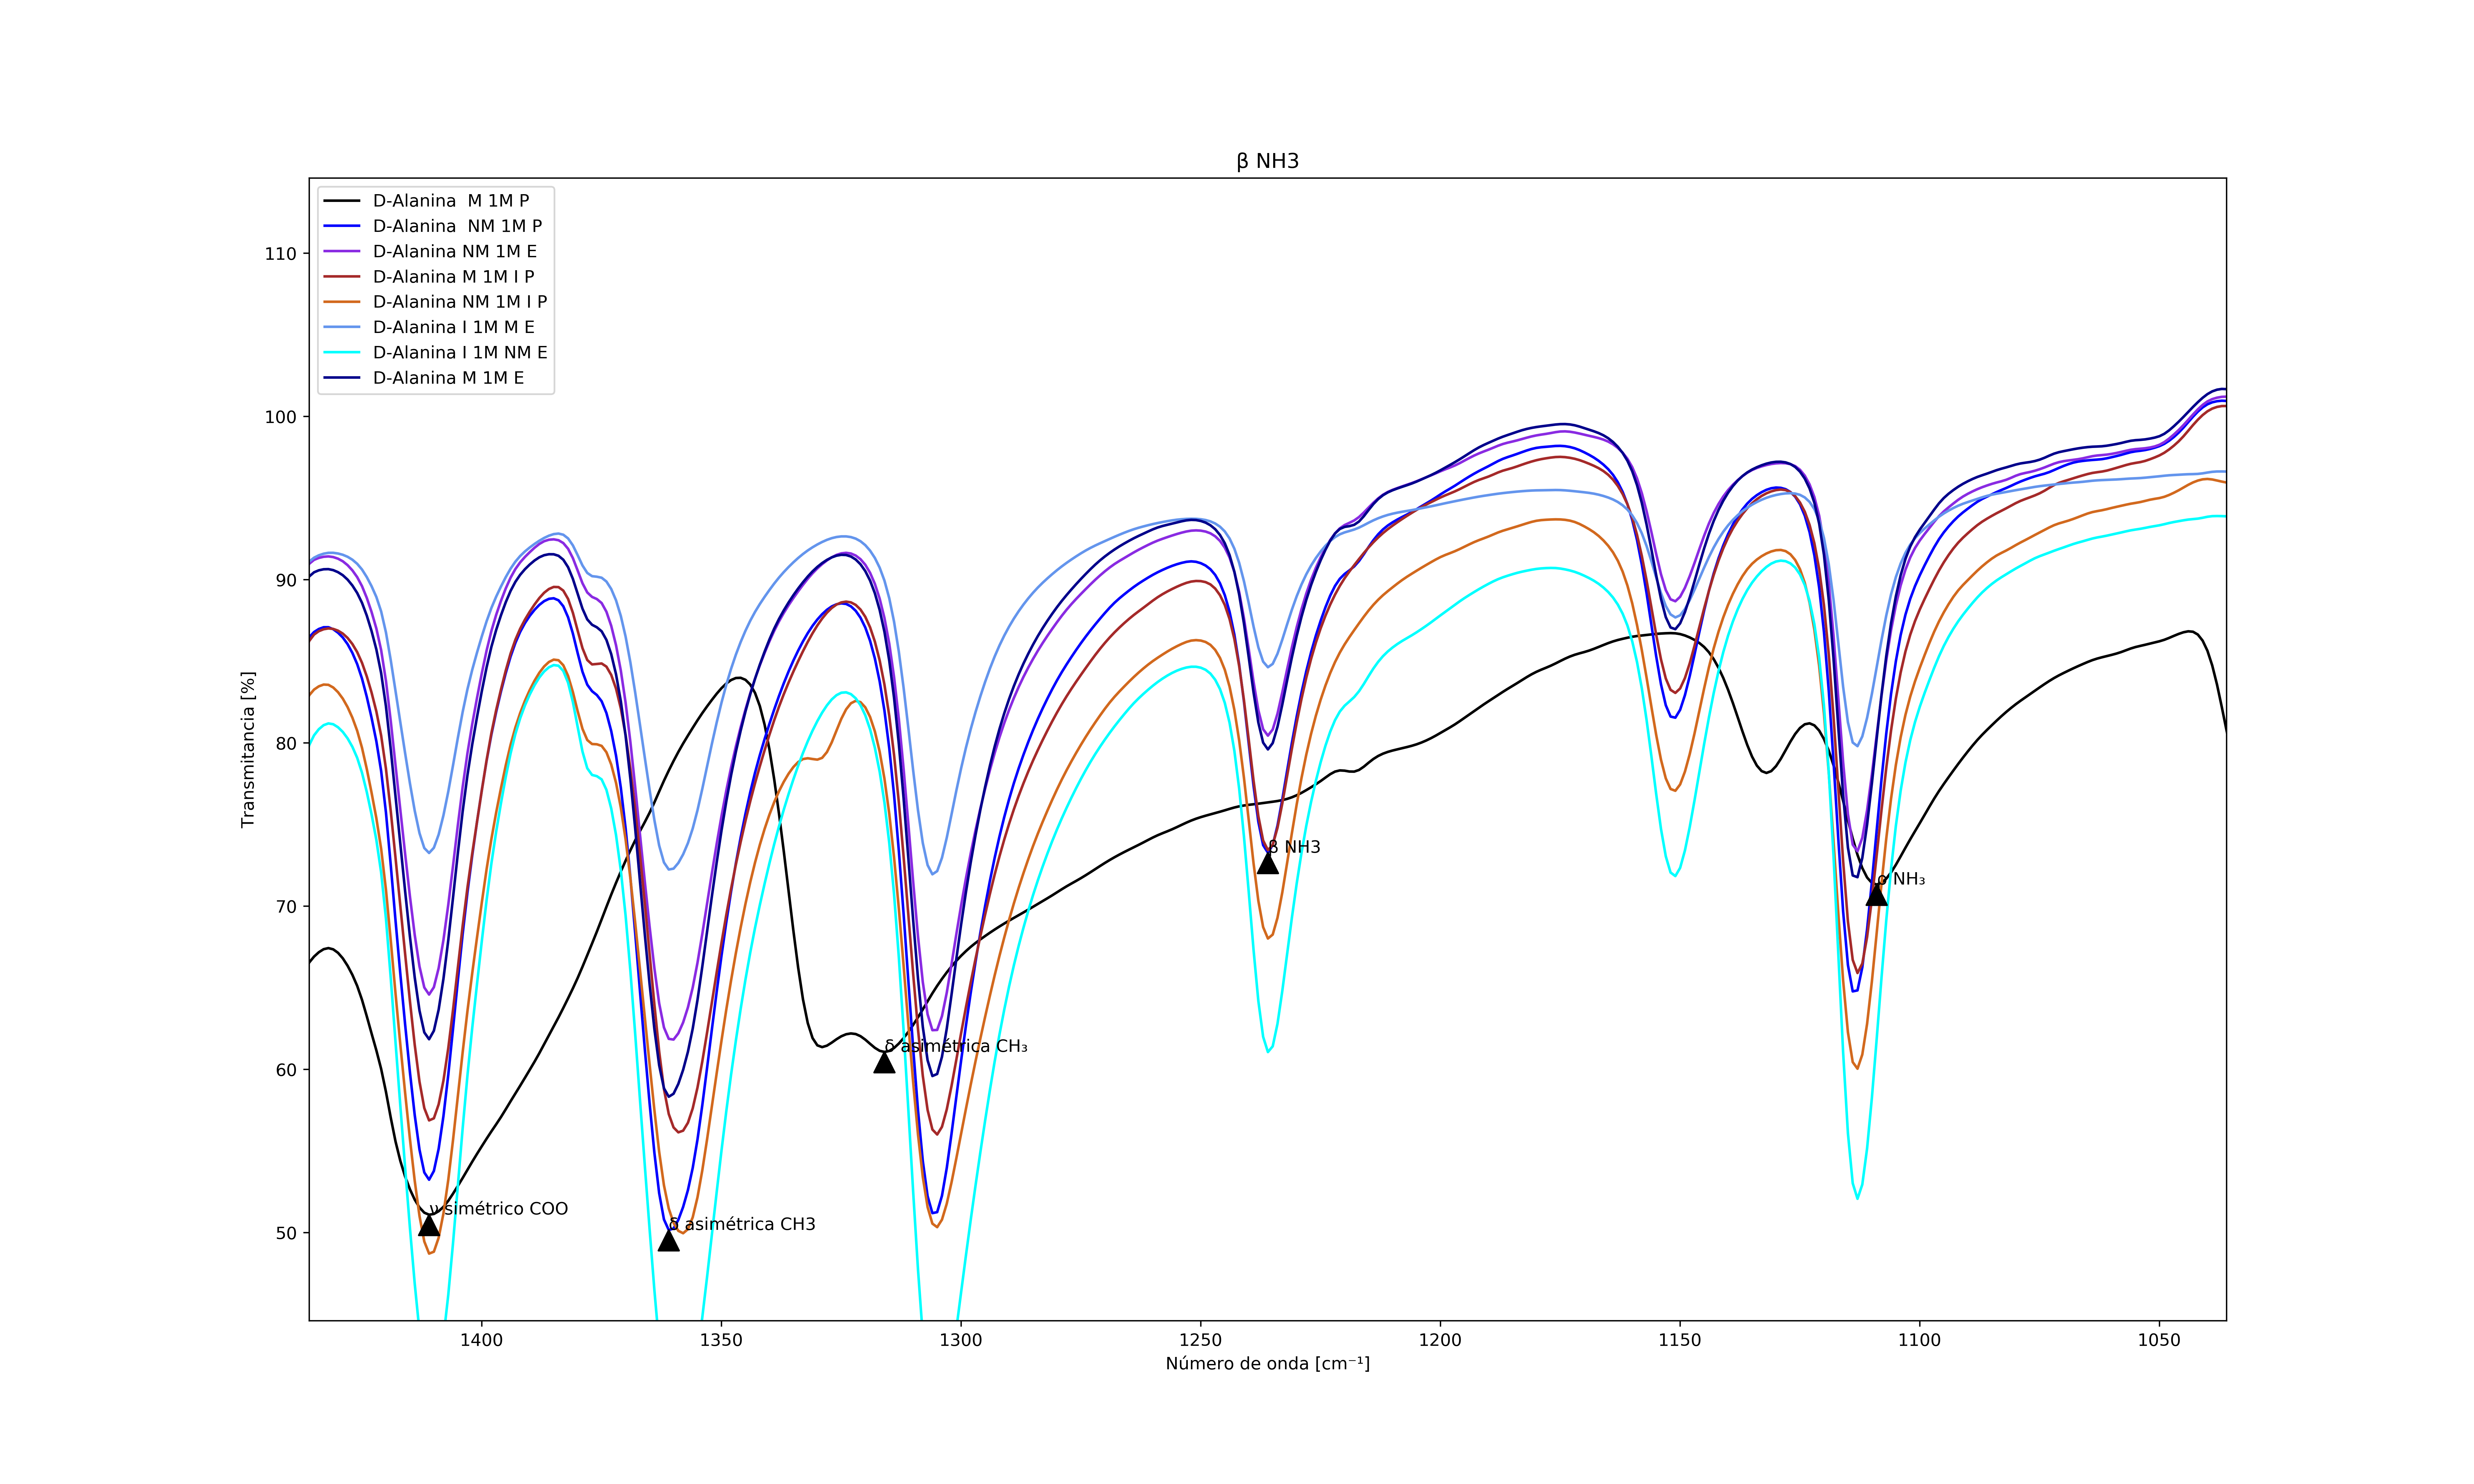 β NH3
D-Alanina  M 1M P
D-Alanina  NM 1M P
D-Alanina NM 1M E
D-Alanina M 1M I P
D-Alanina NM 1M I P
D-Alanina I 1M M E
D-Alanina I 1M NM E
D-Alanina M 1M E
110
100
90
80
70
60
50
Transmitancia [%]
β NH3
NH₃
δ asimétrica CH₃
ν simétrico COO
δ asimétrica CH3
1400 1350 1300 1250 1200 1150 1100 1050
Número de onda [cm⁻¹]